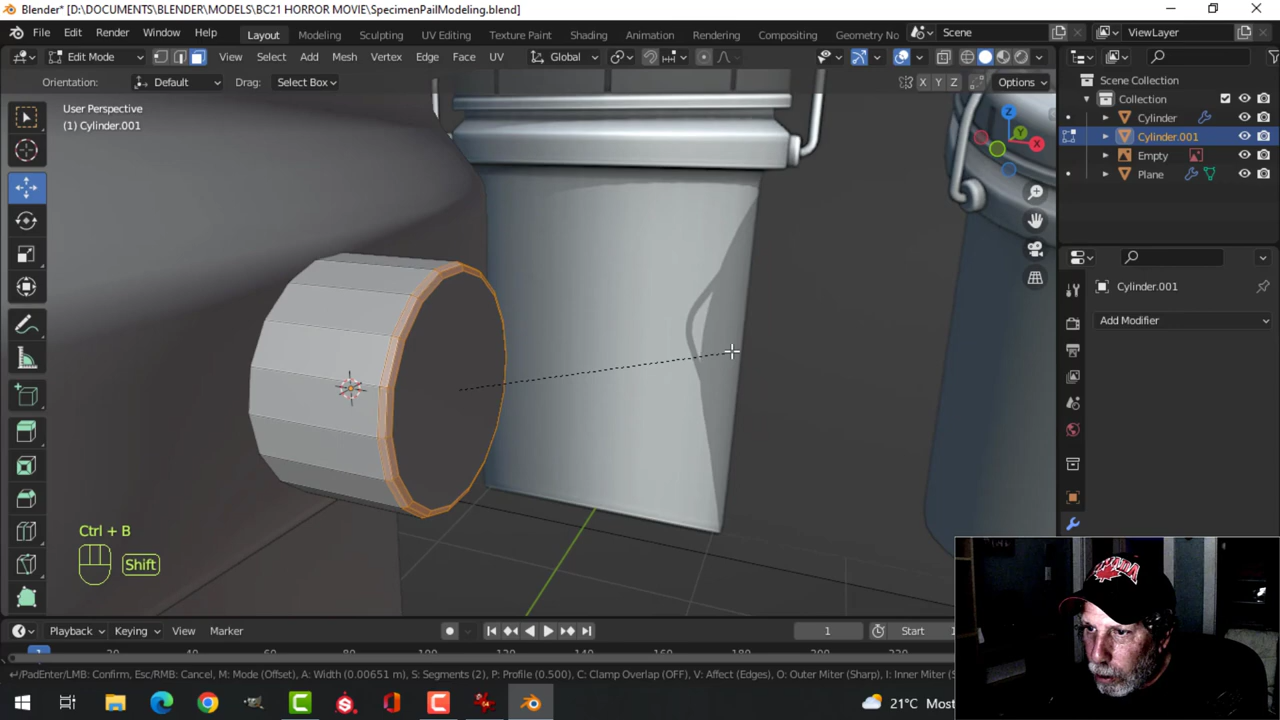 Blender* [D:\DOCUMENTS\BLENDER\MODELS\BC21 HORROR MOVIE\SpecimenPailModeling.blend]
File Edit Render Window Help Layout Modeling Sculpting UV Editing Texture Paint Shading Animation Rendering Compositing Geometry No Scene ViewLayer
Edit Mode View Select Add Mesh Vertex Edge Face UV Global
Orientation: Default Drag: Select Box X Y Z Options
User Perspective
(1) Cylinder.001
Scene Collection
Collection
Cylinder
Cylinder.001
Empty
Plane
Z
Y
X
Cylinder.001
Add Modifier
Ctrl + B
Shift
Playback Keying View Marker 1 Start
↵/PadEnter/LMB: Confirm, Esc/RMB: Cancel, M: Mode (Offset), A: Width (0.00651 m), S: Segments (2), P: Profile (0.500), C: Clamp Overlap (OFF), V: Affect (Edges), O: Outer Miter (Sharp), I: Inner Miter (
21°C Most